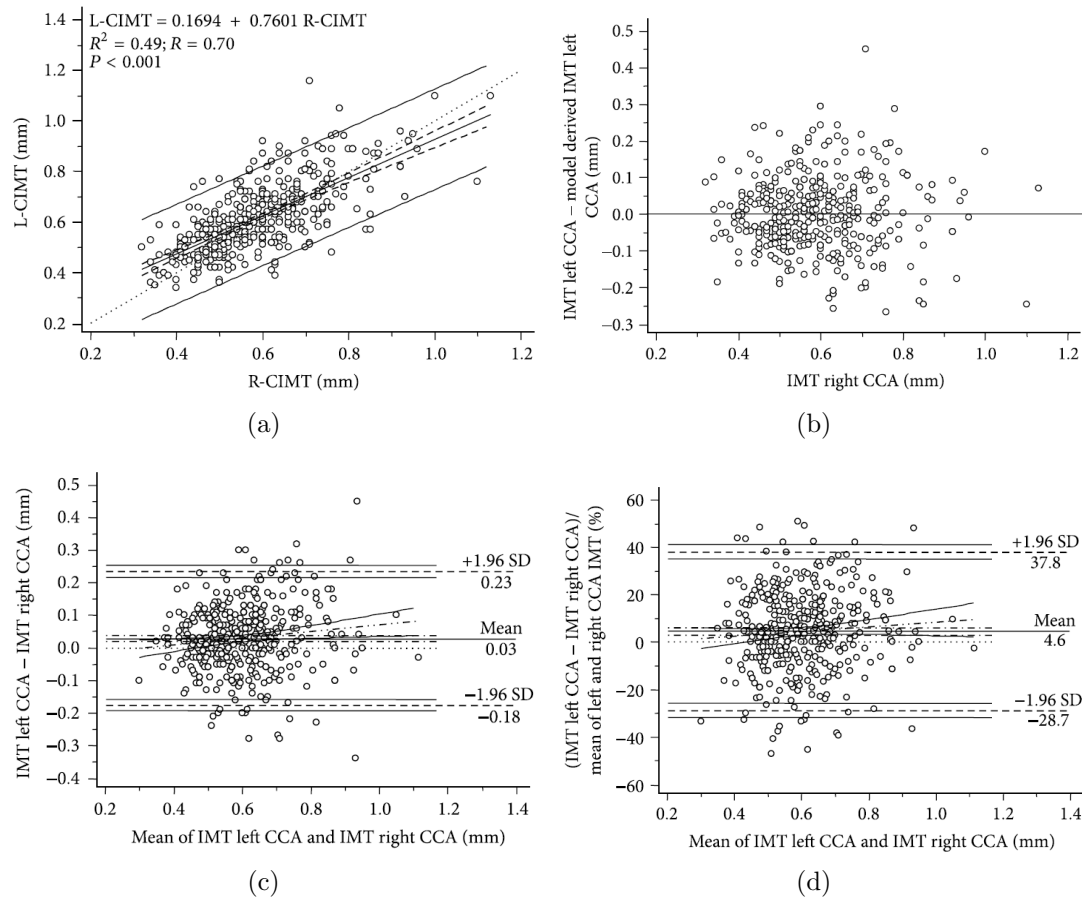 L-CIMT = 0.1694 + 0.7601 R-CIMT
R² = 0.49; R = 0.70
P < 0.001
1.4
1.2
1.0
0.8
0.6
0.4
0.2
L-CIMT (mm)
0.2 0.4 0.6 0.8 1.0 1.2
R-CIMT (mm)
(a)
IMT left CCA – model derived IMT left
CCA (mm)
0.5
0.4
0.3
0.2
0.1
0.0
−0.1
−0.2
−0.3
0.2 0.4 0.6 0.8 1.0 1.2
IMT right CCA (mm)
(b)
IMT left CCA – IMT right CCA (mm)
0.5
0.4
0.3
0.2
0.1
0.0
−0.1
−0.2
−0.3
−0.4
+1.96 SD
0.23
Mean
0.03
−1.96 SD
−0.18
0.2 0.4 0.6 0.8 1.0 1.2 1.4
Mean of IMT left CCA and IMT right CCA (mm)
(c)
(IMT left CCA – IMT right CCA)/
mean of left and right CCA IMT (%)
60
40
20
0
−20
−40
−60
+1.96 SD
37.8
Mean
4.6
−1.96 SD
−28.7
0.2 0.4 0.6 0.8 1.0 1.2 1.4
Mean of IMT left CCA and IMT right CCA (mm)
(d)